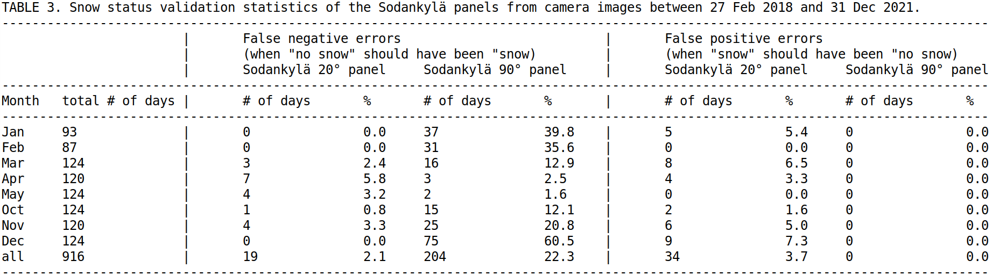 TABLE 3. Snow status validation statistics of the Sodankylä panels from camera images between 27 Feb 2018 and 31 Dec 2021.
-----------------------------------------------------------------------------------------------------------------------------------
                        |       False negative errors                           |       False positive errors
                        |       (when "no snow" should have been "snow)         |       (when "snow" should have been "no snow)
                        |       Sodankylä 20° panel     Sodankylä 90° panel     |       Sodankylä 20° panel     Sodankylä 90° panel
-----------------------------------------------------------------------------------------------------------------------------------
Month   total # of days |       # of days       %       # of days       %       |       # of days       %       # of days       %
-----------------------------------------------------------------------------------------------------------------------------------
Jan     93              |       0               0.0     37              39.8    |       5               5.4     0               0.0
Feb     87              |       0               0.0     31              35.6    |       0               0.0     0               0.0
Mar     124             |       3               2.4     16              12.9    |       8               6.5     0               0.0
Apr     120             |       7               5.8     3               2.5     |       4               3.3     0               0.0
May     124             |       4               3.2     2               1.6     |       0               0.0     0               0.0
Oct     124             |       1               0.8     15              12.1    |       2               1.6     0               0.0
Nov     120             |       4               3.3     25              20.8    |       6               5.0     0               0.0
Dec     124             |       0               0.0     75              60.5    |       9               7.3     0               0.0
all     916             |       19              2.1     204             22.3    |       34              3.7     0               0.0
-----------------------------------------------------------------------------------------------------------------------------------